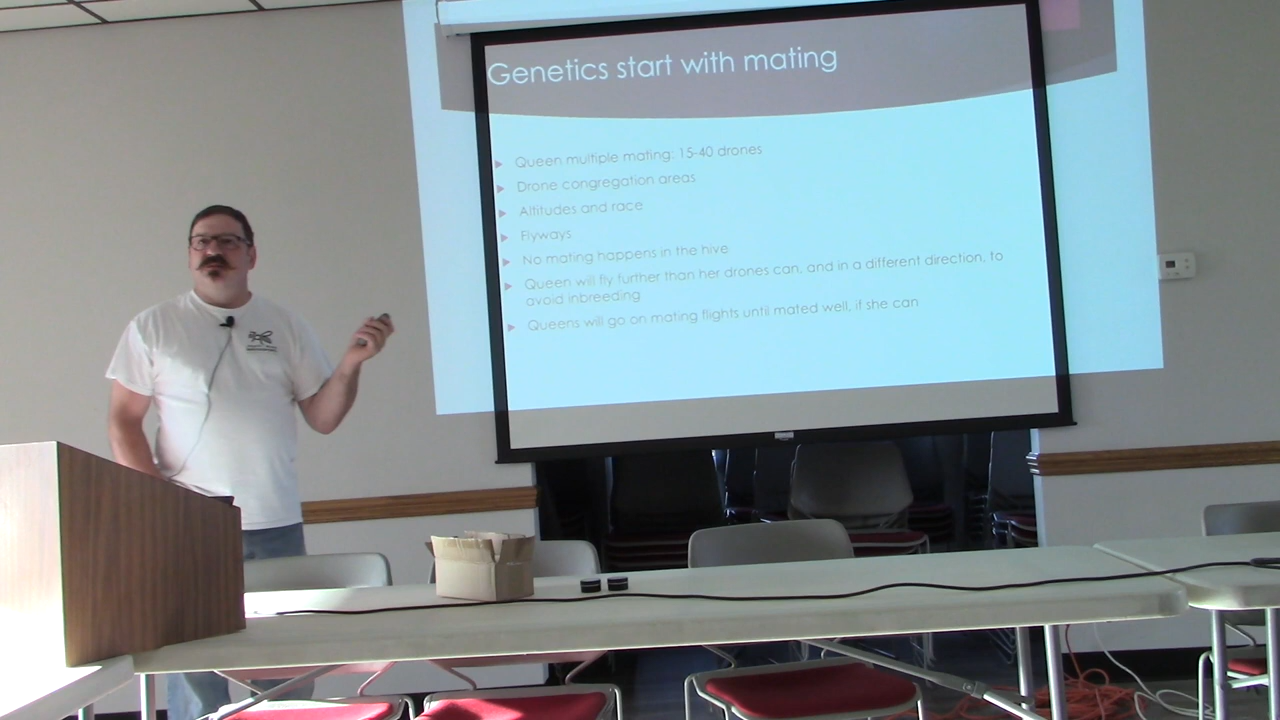 Genetics start with mating
Queen multiple mating: 15-40 drones
Drone congregation areas
Altitudes and race
Flyways
No mating happens in the hive
Queen will fly further than her drones can, and in a different direction, to
avoid inbreeding
Queens will go on mating flights until mated well, if she can